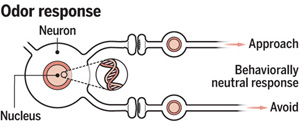 Odor response
Neuron
Nucleus
Approach
Behaviorally
neutral response
Avoid